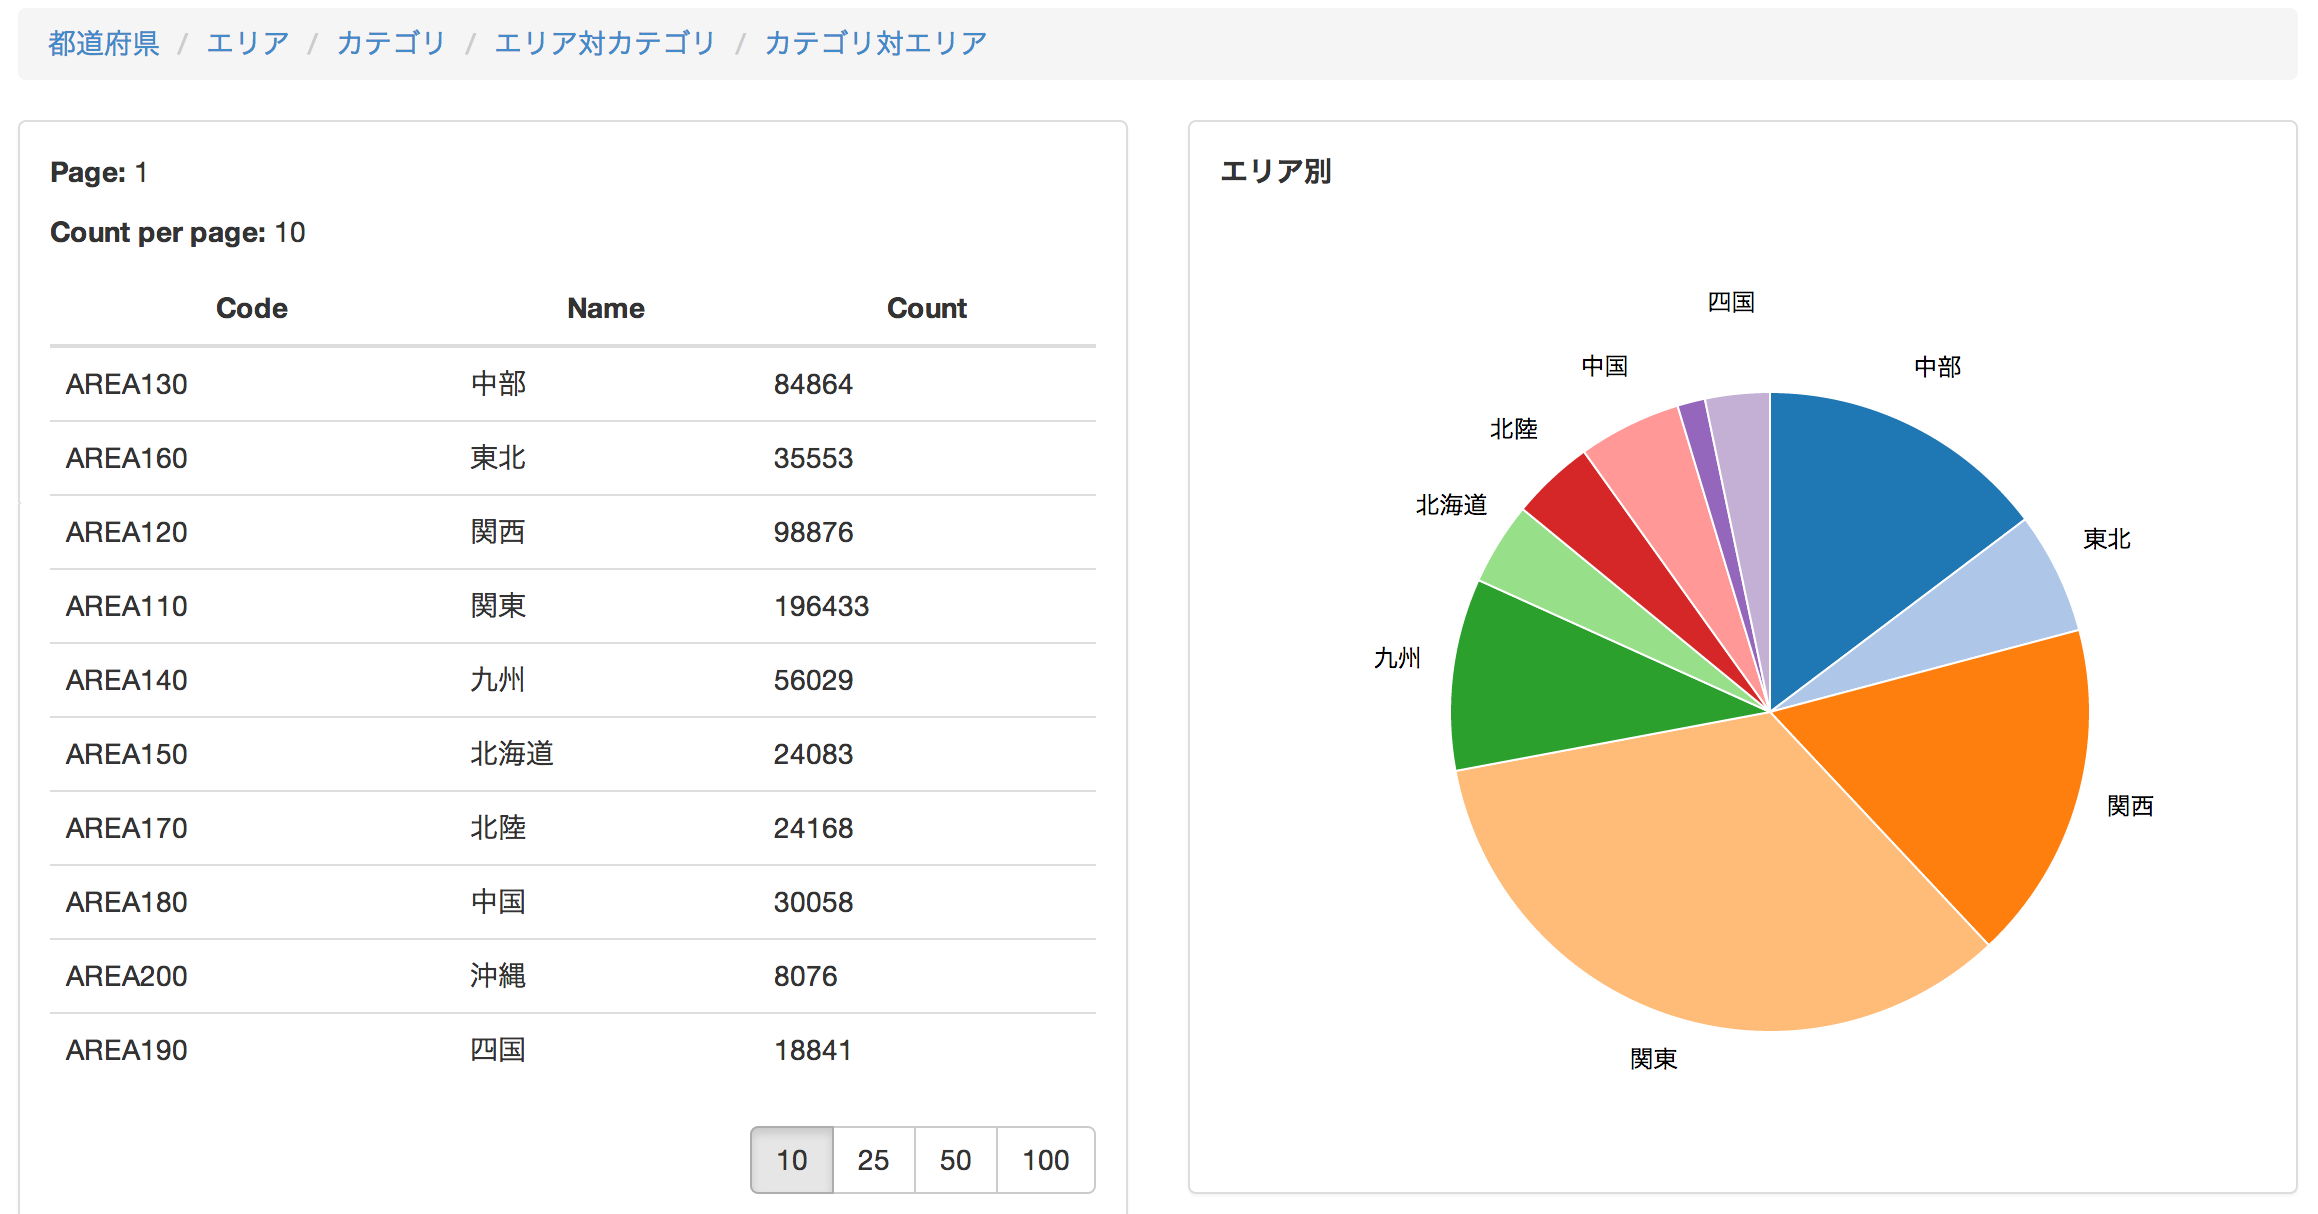 都道府県 / エリア / カテゴリ / エリア対カテゴリ / カテゴリ対エリア
Page: 1
Count per page: 10
Code Name Count
AREA130 中部 84864
AREA160 東北 35553
AREA120 関西 98876
AREA110 関東 196433
AREA140 九州 56029
AREA150 北海道 24083
AREA170 北陸 24168
AREA180 中国 30058
AREA200 沖縄 8076
AREA190 四国 18841
10 25 50 100
エリア別
四国
中国
中部
北陸
北海道
東北
九州
関西
関東